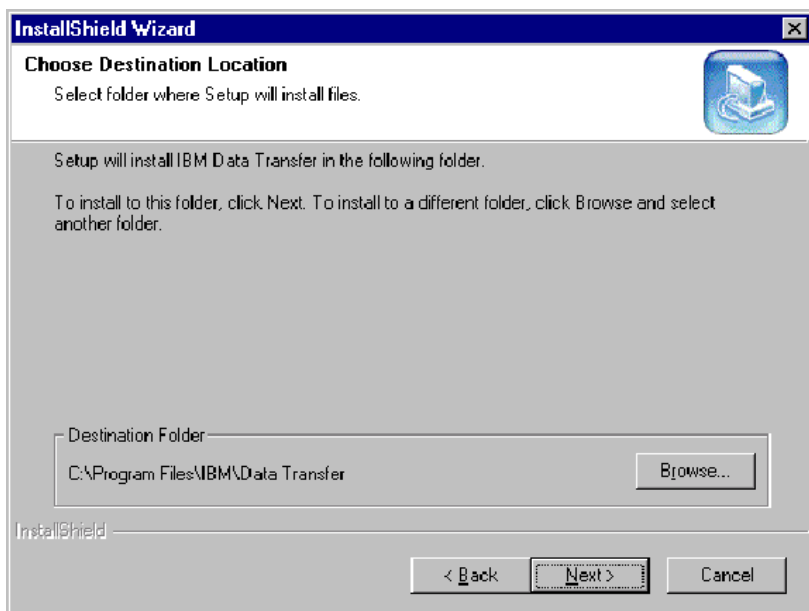 InstallShield Wizard
Choose Destination Location
Select folder where Setup will install files.
Setup will install IBM Data Transfer in the following folder.
To install to this folder, click Next. To install to a different folder, click Browse and select
another folder.
Destination Folder
C:\Program Files\IBM\Data Transfer
Browse...
InstallShield
< Back
Next >
Cancel